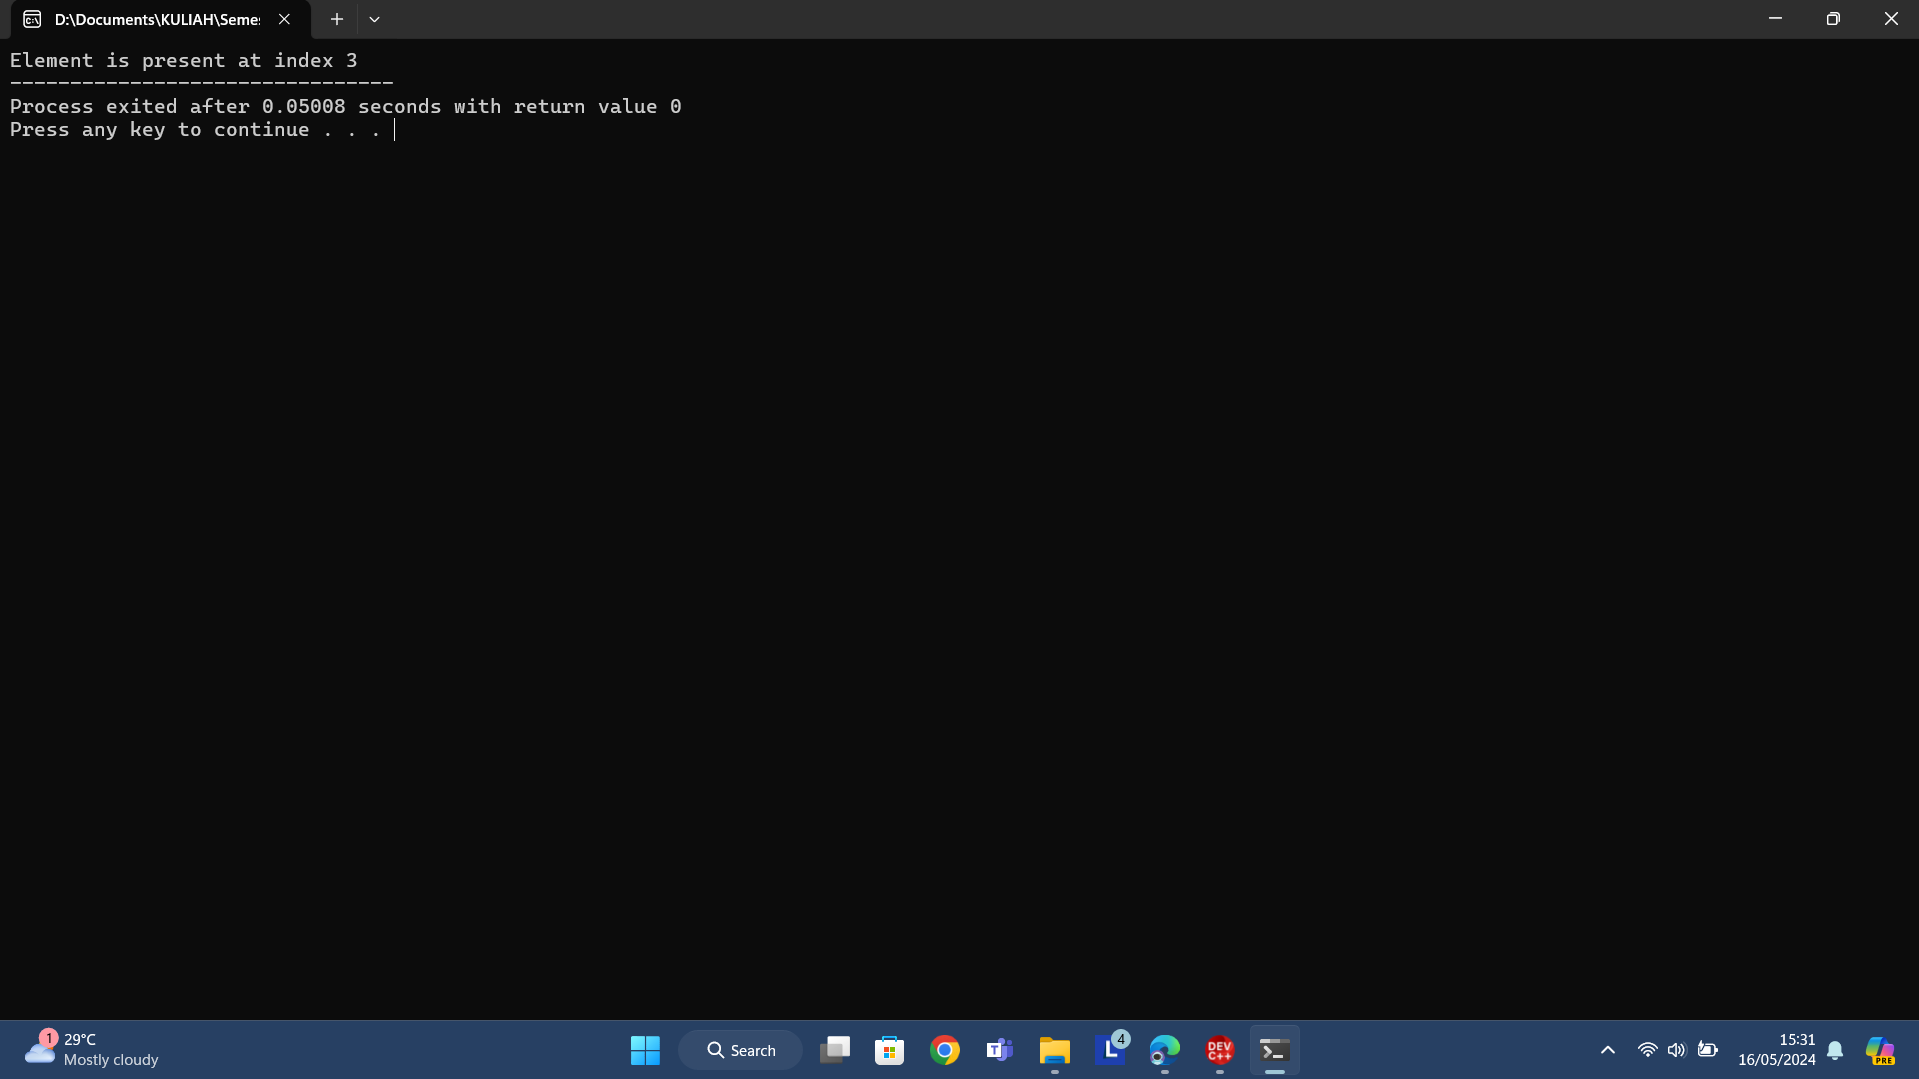 D:\Documents\KULIAH\Seme
Element is present at index 3
--------------------------------
Process exited after 0.05008 seconds with return value 0
Press any key to continue . . .
1
29°C
Mostly cloudy
Search
T
L
4
DEV
C++
15:31
16/05/2024
PRE